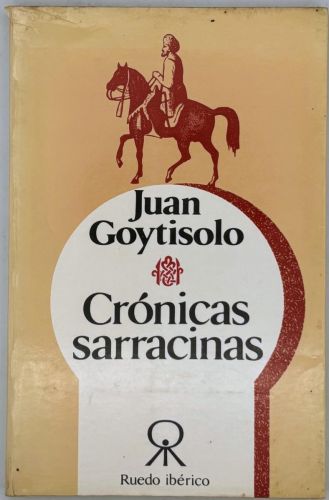 Juan
Goytisolo
Crónicas
sarracinas
Ruedo ibérico